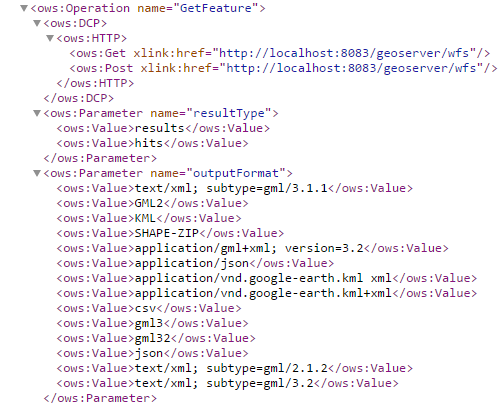 ▼<ows:Operation name="GetFeature">
▼<ows:DCP>
▼<ows:HTTP>
<ows:Get xlink:href="http://localhost:8083/geoserver/wfs"/>
<ows:Post xlink:href="http://localhost:8083/geoserver/wfs"/>
</ows:HTTP>
</ows:DCP>
▼<ows:Parameter name="resultType">
<ows:Value>results</ows:Value>
<ows:Value>hits</ows:Value>
</ows:Parameter>
▼<ows:Parameter name="outputFormat">
<ows:Value>text/xml; subtype=gml/3.1.1</ows:Value>
<ows:Value>GML2</ows:Value>
<ows:Value>KML</ows:Value>
<ows:Value>SHAPE-ZIP</ows:Value>
<ows:Value>application/gml+xml; version=3.2</ows:Value>
<ows:Value>application/json</ows:Value>
<ows:Value>application/vnd.google-earth.kml xml</ows:Value>
<ows:Value>application/vnd.google-earth.kml+xml</ows:Value>
<ows:Value>csv</ows:Value>
<ows:Value>gml3</ows:Value>
<ows:Value>gml32</ows:Value>
<ows:Value>json</ows:Value>
<ows:Value>text/xml; subtype=gml/2.1.2</ows:Value>
<ows:Value>text/xml; subtype=gml/3.2</ows:Value>
</ows:Parameter>